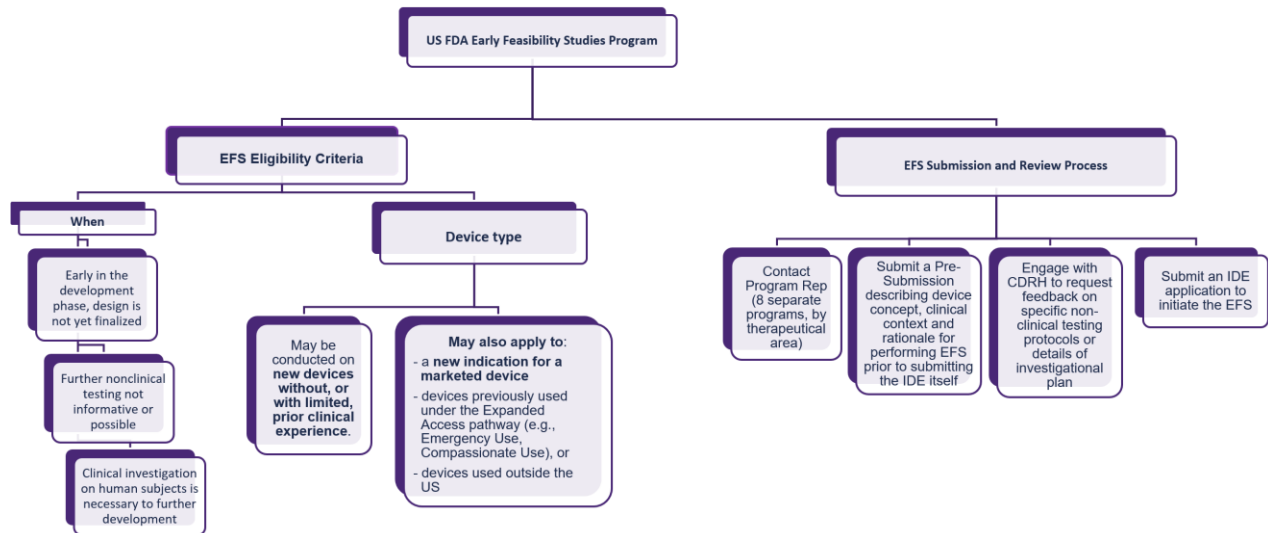 US FDA Early Feasibility Studies Program
EFS Eligibility Criteria
EFS Submission and Review Process
When
Device type
Early in the
development
phase, design is
not yet finalized
Further nonclinical
testing not
informative or
possible
Clinical investigation
on human subjects is
necessary to further
development
May be
conducted on
new devices
without, or
with limited,
prior clinical
experience.
May also apply to:
- a new indication for a
marketed device
- devices previously used
under the Expanded
Access pathway (e.g.,
Emergency Use,
Compassionate Use), or
- devices used outside the
US
Contact
Program Rep
(8 separate
programs, by
therapeutical
area)
Submit a Pre-
Submission
describing device
concept, clinical
context and
rationale for
performing EFS
prior to submitting
the IDE itself
Engage with
CDRH to request
feedback on
specific non-
clinical testing
protocols or
details of
investigational
plan
Submit an IDE
application to
initiate the EFS